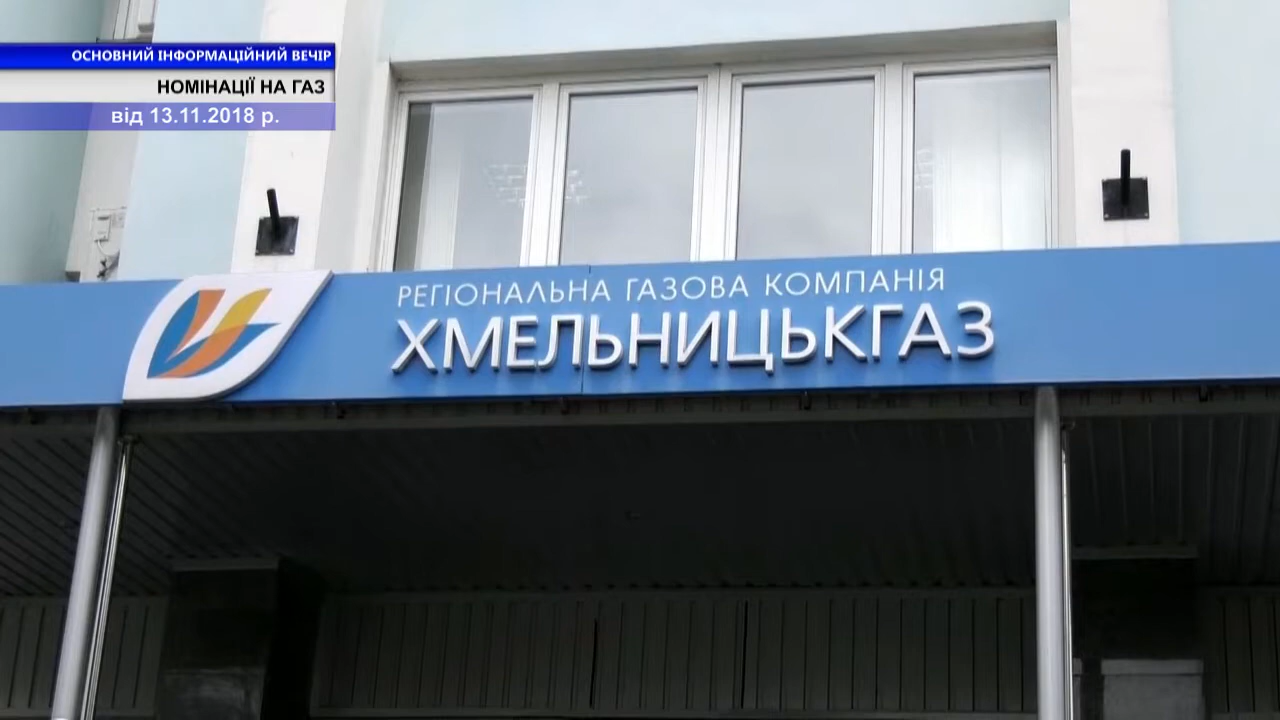 ОСНОВНИЙ ІНФОРМАЦІЙНИЙ ВЕЧІР
НОМІНАЦІЇ НА ГАЗ
від 13.11.2018 р.
РЕГІОНАЛЬНА ГАЗОВА КОМПАНІЯ
ХМЕЛЬНИЦЬКГАЗ